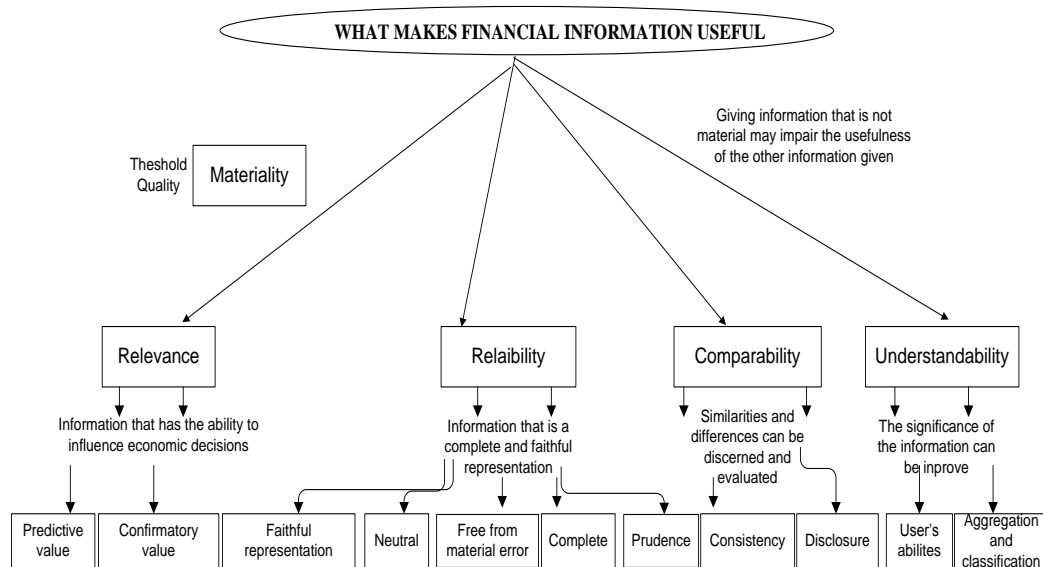 WHAT MAKES FINANCIAL INFORMATION USEFUL
Giving information that is not
material may impair the usefulness
of the other information given
Theshold
Quality
Materiality
Relevance
Relaibility
Comparability
Understandability
Information that has the ability to
influence economic decisions
Information that is a
complete and faithful
representation
Similarities and
differences can be
discerned and
evaluated
The significance of
the information can
be inprove
Predictive
value
Confirmatory
value
Faithful
representation
Neutral
Free from
material error
Complete
Prudence
Consistency
Disclosure
User's
abilites
Aggregation
and
classification